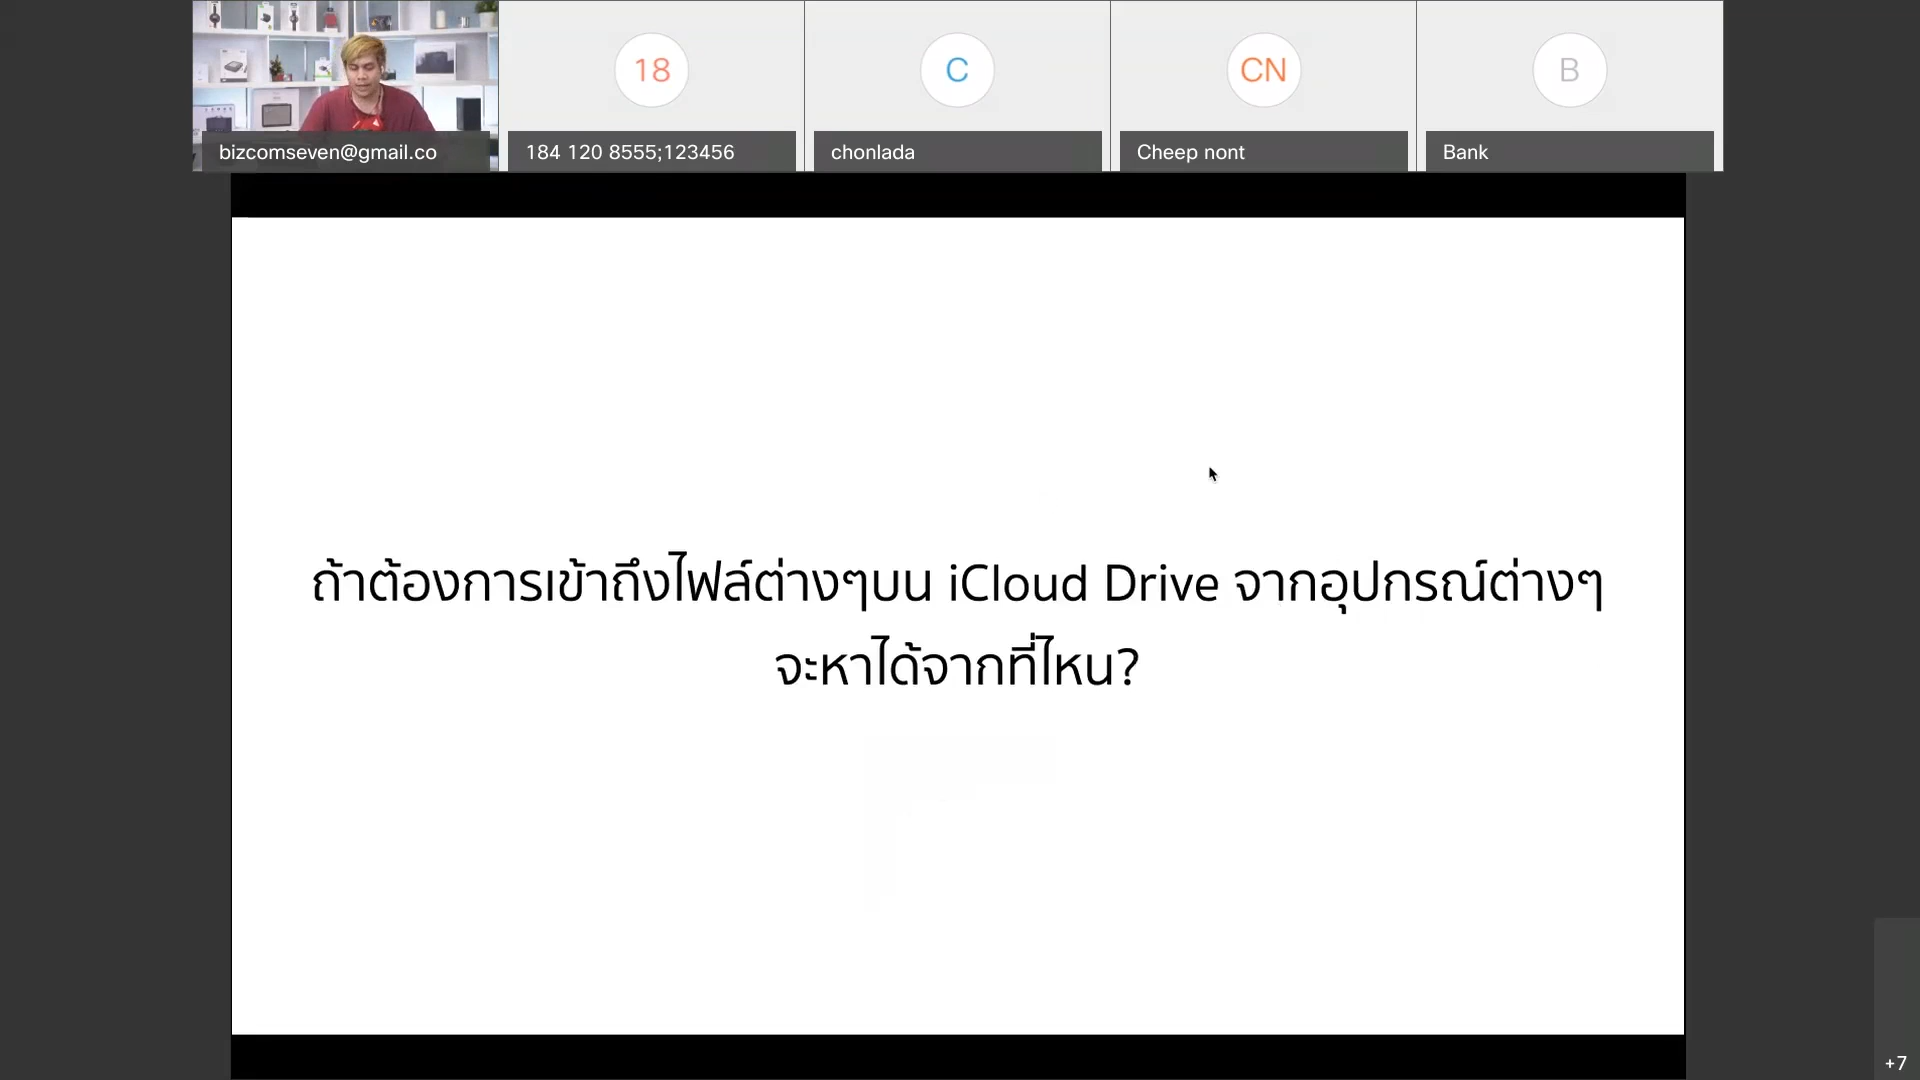 18
C
CN
B
bizcomseven@gmail.co
184 120 8555;123456
chonlada
Cheep nont
Bank
ถ้าต้องการเข้าถึงไฟล์ต่างๆบน iCloud Drive จากอุปกรณ์ต่างๆ
จะหาได้จากที่ไหน?
+7